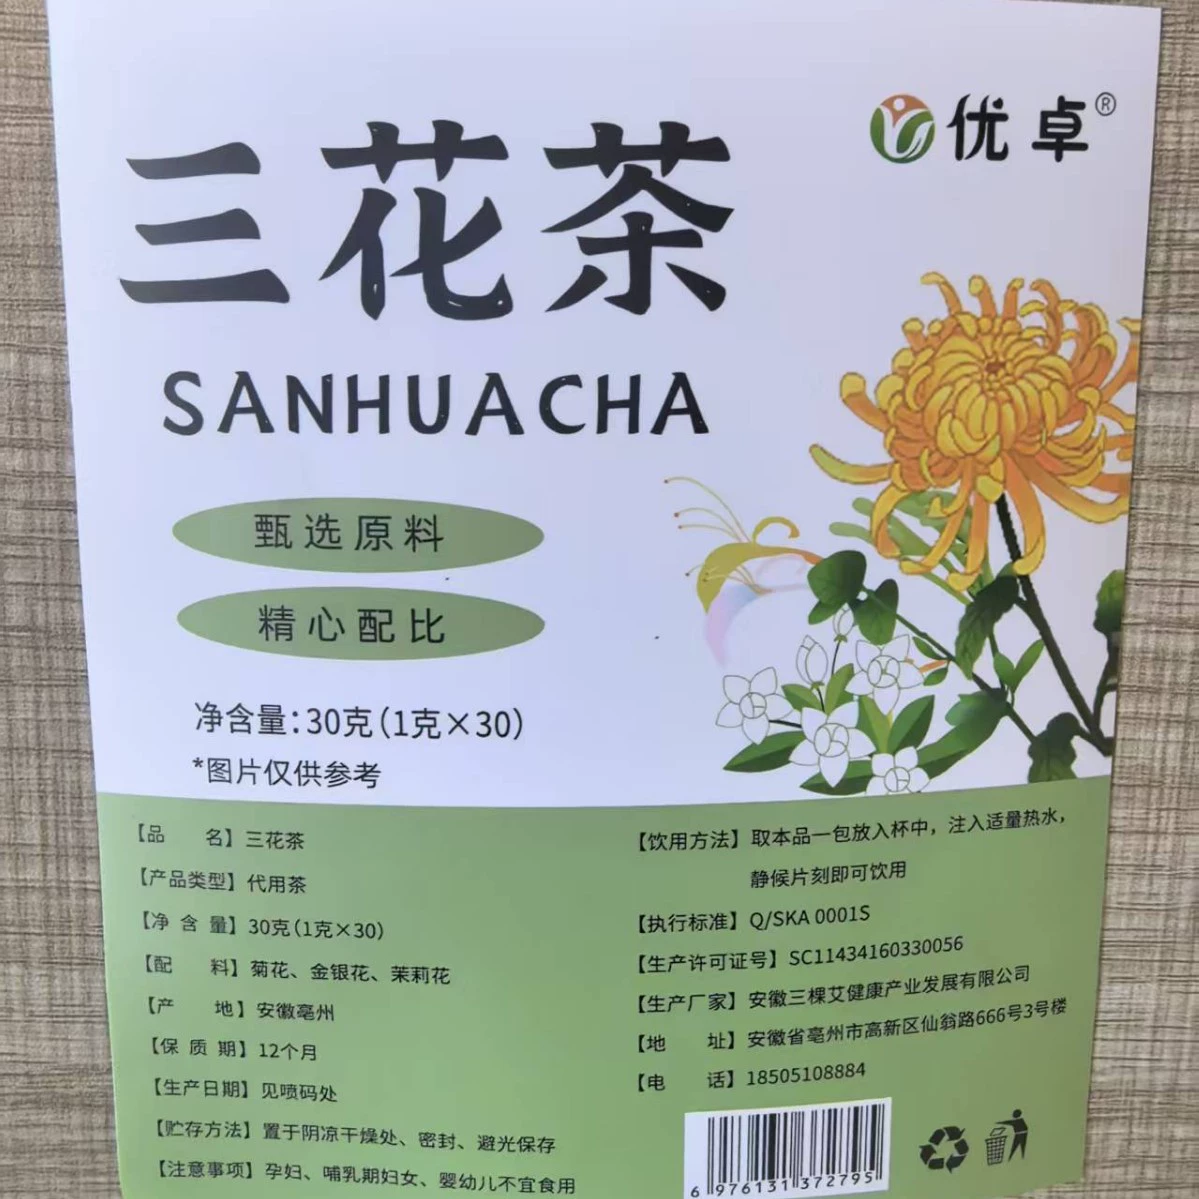 优卓®
三花茶
SANHUACHA
甄选原料
精心配比
净含量:30克(1克×30)
*图片仅供参考
【品 名】三花茶
【产品类型】代用茶
【净 含 量】30克(1克×30)
【配 料】菊花、金银花、茉莉花
【产 地】安徽亳州
【保 质 期】12个月
【生产日期】见喷码处
【贮存方法】置于阴凉干燥处、密封、避光保存
【注意事项】孕妇、哺乳期妇女、婴幼儿不宜食用
【饮用方法】取本品一包放入杯中，注入适量热水，
静候片刻即可饮用
【执行标准】Q/SKA 0001S
【生产许可证号】SC11434160330056
【生产厂家】安徽三棵艾健康产业发展有限公司
【地 址】安徽省亳州市高新区仙翁路666号3号楼
【电 话】18505108884
6 976131 372795